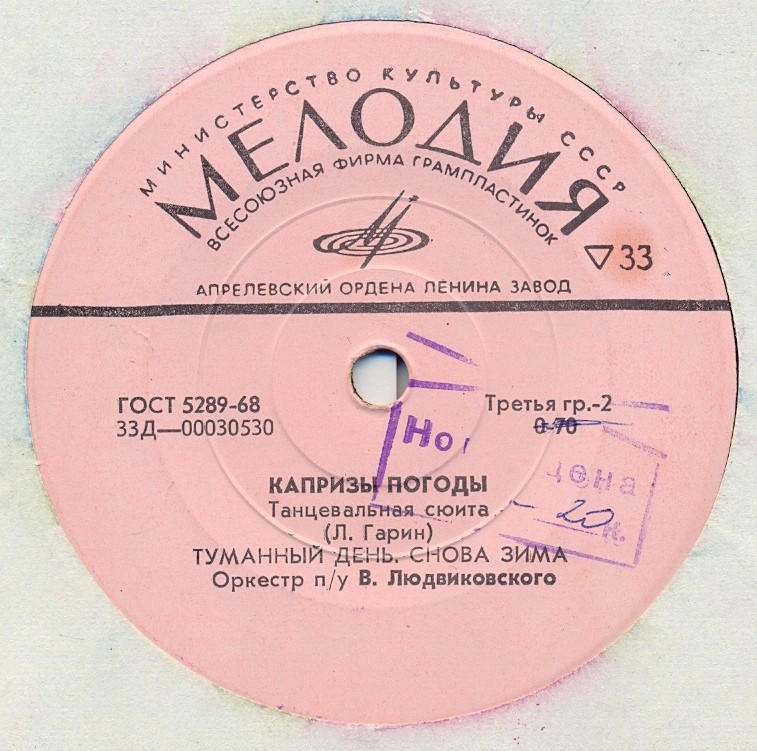 МИНИСТЕРСТВО КУЛЬТУРЫ СССР
МЕЛОДИЯ
ВСЕСОЮЗНАЯ ФИРМА ГРАМПЛАСТИНОК
33
АПРЕЛЕВСКИЙ ОРДЕНА ЛЕНИНА ЗАВОД
ГОСТ 5289-68
Третья гр.-2
33Д—00030530
0-70
Но
цена
20 к.
КАПРИЗЫ ПОГОДЫ
Танцевальная сюита
(Л. Гарин)
ТУМАННЫЙ ДЕНЬ. СНОВА ЗИМА
Оркестр п/у В. Людвиковского